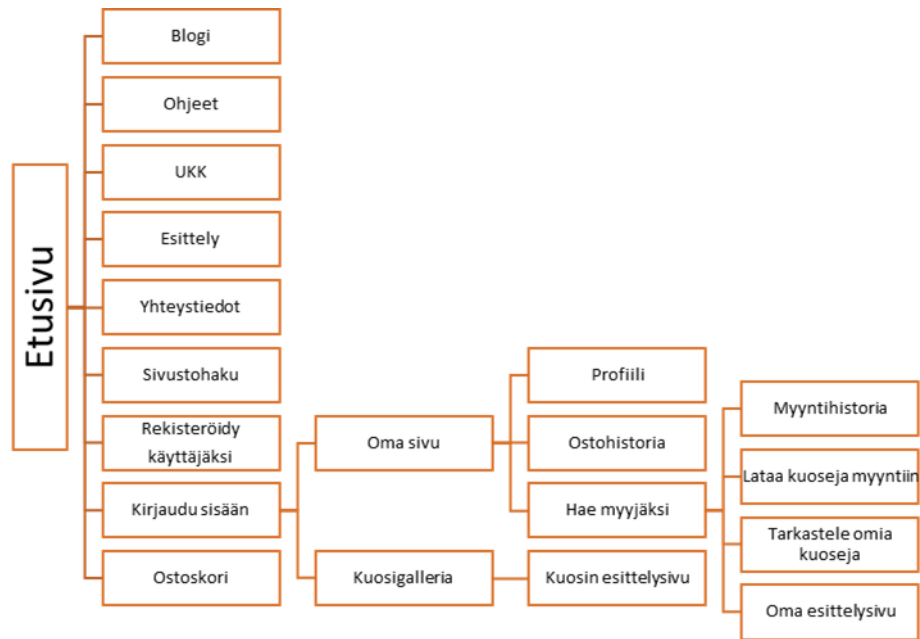 Etusivu
Blogi
Ohjeet
UKK
Esittely
Yhteystiedot
Sivustohaku
Rekisteröidy
käyttäjäksi
Kirjaudu sisään
Ostoskori
Oma sivu
Kuosigalleria
Profiili
Ostohistoria
Hae myyjäksi
Kuosin esittelysivu
Myyntihistoria
Lataa kuoseja myyntiin
Tarkastele omia
kuoseja
Oma esittelysivu